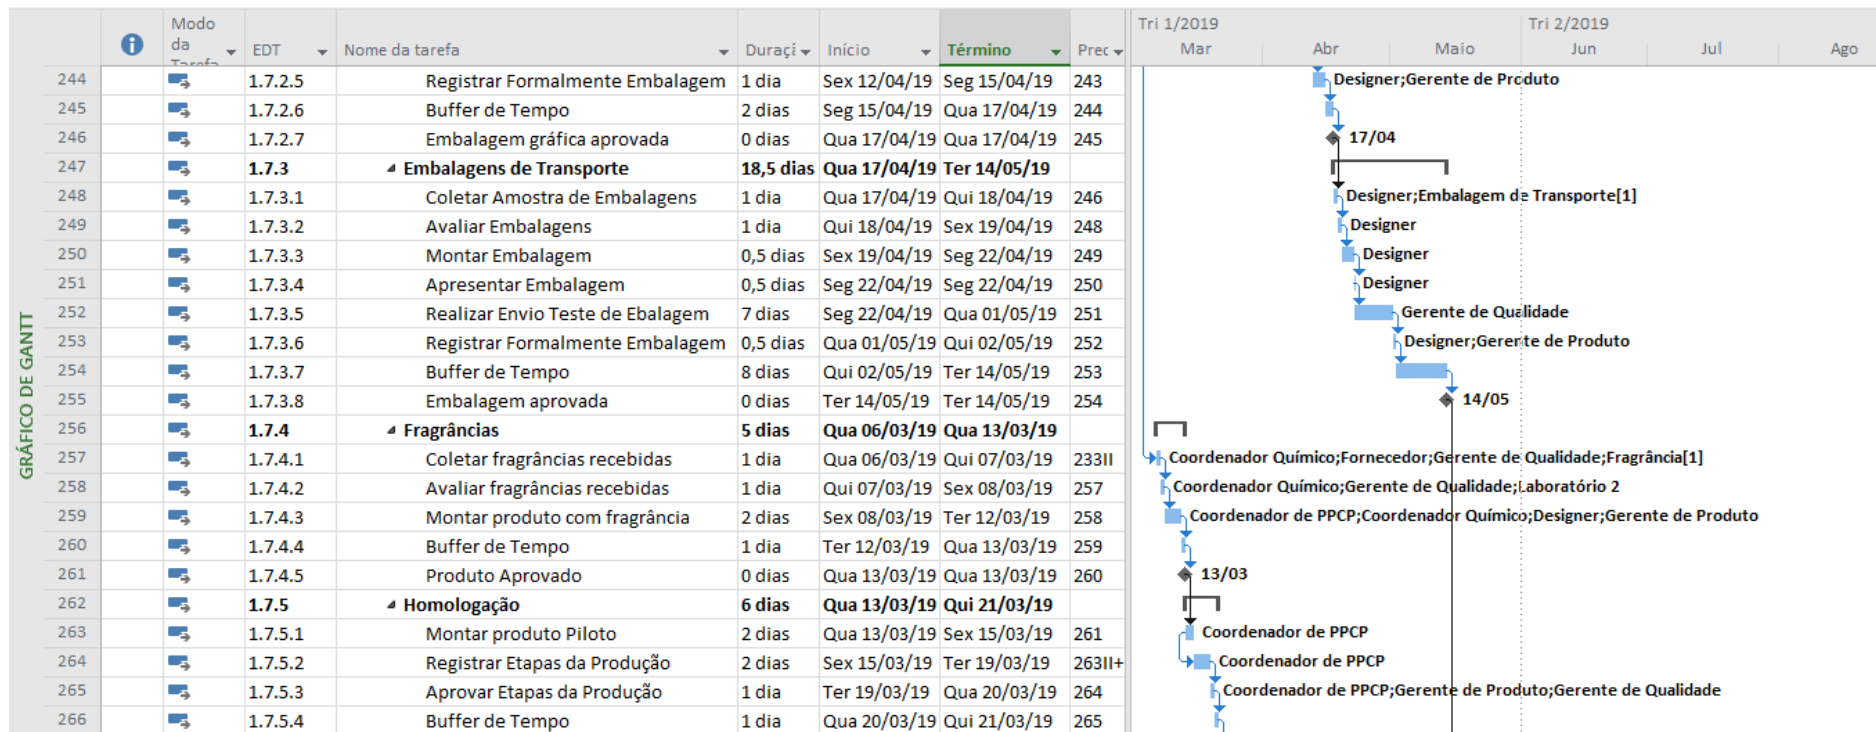 Tri 1/2019 Tri 2/2019
Modo da Tarefa EDT Nome da tarefa Duraçã Início Término Prec Mar Abr Maio Jun Jul Ago
244 1.7.2.5 Registrar Formalmente Embalagem 1 dia Sex 12/04/19 Seg 15/04/19 243 Designer;Gerente de Produto
245 1.7.2.6 Buffer de Tempo 2 dias Seg 15/04/19 Qua 17/04/19 244
246 1.7.2.7 Embalagem gráfica aprovada 0 dias Qua 17/04/19 Qua 17/04/19 245 17/04
247 1.7.3 Embalagens de Transporte 18,5 dias Qua 17/04/19 Ter 14/05/19
248 1.7.3.1 Coletar Amostra de Embalagens 1 dia Qua 17/04/19 Qui 18/04/19 246 Designer;Embalagem de Transporte[1]
249 1.7.3.2 Avaliar Embalagens 1 dia Qui 18/04/19 Sex 19/04/19 248 Designer
250 1.7.3.3 Montar Embalagem 0,5 dias Sex 19/04/19 Seg 22/04/19 249 Designer
251 1.7.3.4 Apresentar Embalagem 0,5 dias Seg 22/04/19 Seg 22/04/19 250 Designer
252 1.7.3.5 Realizar Envio Teste de Ebalagem 7 dias Seg 22/04/19 Qua 01/05/19 251 Gerente de Qualidade
253 1.7.3.6 Registrar Formalmente Embalagem 0,5 dias Qua 01/05/19 Qui 02/05/19 252 Designer;Gerente de Produto
254 1.7.3.7 Buffer de Tempo 8 dias Qui 02/05/19 Ter 14/05/19 253
255 1.7.3.8 Embalagem aprovada 0 dias Ter 14/05/19 Ter 14/05/19 254 14/05
256 1.7.4 Fragrâncias 5 dias Qua 06/03/19 Qua 13/03/19
257 1.7.4.1 Coletar fragrâncias recebidas 1 dia Qua 06/03/19 Qui 07/03/19 233II Coordenador Químico;Fornecedor;Gerente de Qualidade;Fragrância[1]
258 1.7.4.2 Avaliar fragrâncias recebidas 1 dia Qui 07/03/19 Sex 08/03/19 257 Coordenador Químico;Gerente de Qualidade;Laboratório 2
259 1.7.4.3 Montar produto com fragrância 2 dias Sex 08/03/19 Ter 12/03/19 258 Coordenador de PPCP;Coordenador Químico;Designer;Gerente de Produto
260 1.7.4.4 Buffer de Tempo 1 dia Ter 12/03/19 Qua 13/03/19 259
261 1.7.4.5 Produto Aprovado 0 dias Qua 13/03/19 Qua 13/03/19 260 13/03
262 1.7.5 Homologação 6 dias Qua 13/03/19 Qui 21/03/19
263 1.7.5.1 Montar produto Piloto 2 dias Qua 13/03/19 Sex 15/03/19 261 Coordenador de PPCP
264 1.7.5.2 Registrar Etapas da Produção 2 dias Sex 15/03/19 Ter 19/03/19 263II+ Coordenador de PPCP
265 1.7.5.3 Aprovar Etapas da Produção 1 dia Ter 19/03/19 Qua 20/03/19 264 Coordenador de PPCP;Gerente de Produto;Gerente de Qualidade
266 1.7.5.4 Buffer de Tempo 1 dia Qua 20/03/19 Qui 21/03/19 265
GRÁFICO DE GANTT